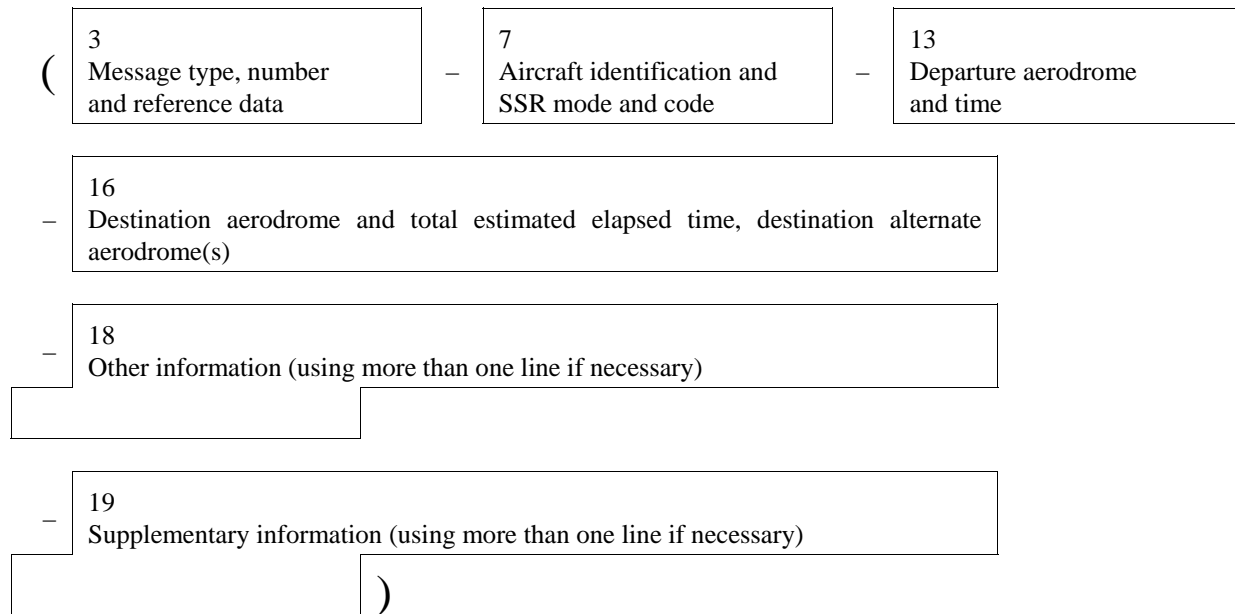 (
3
Message type, number
and reference data
–
7
Aircraft identification and
SSR mode and code
–
13
Departure aerodrome
and time
–
16
Destination aerodrome and total estimated elapsed time, destination alternate
aerodrome(s)
–
18
Other information (using more than one line if necessary)
–
19
Supplementary information (using more than one line if necessary)
)